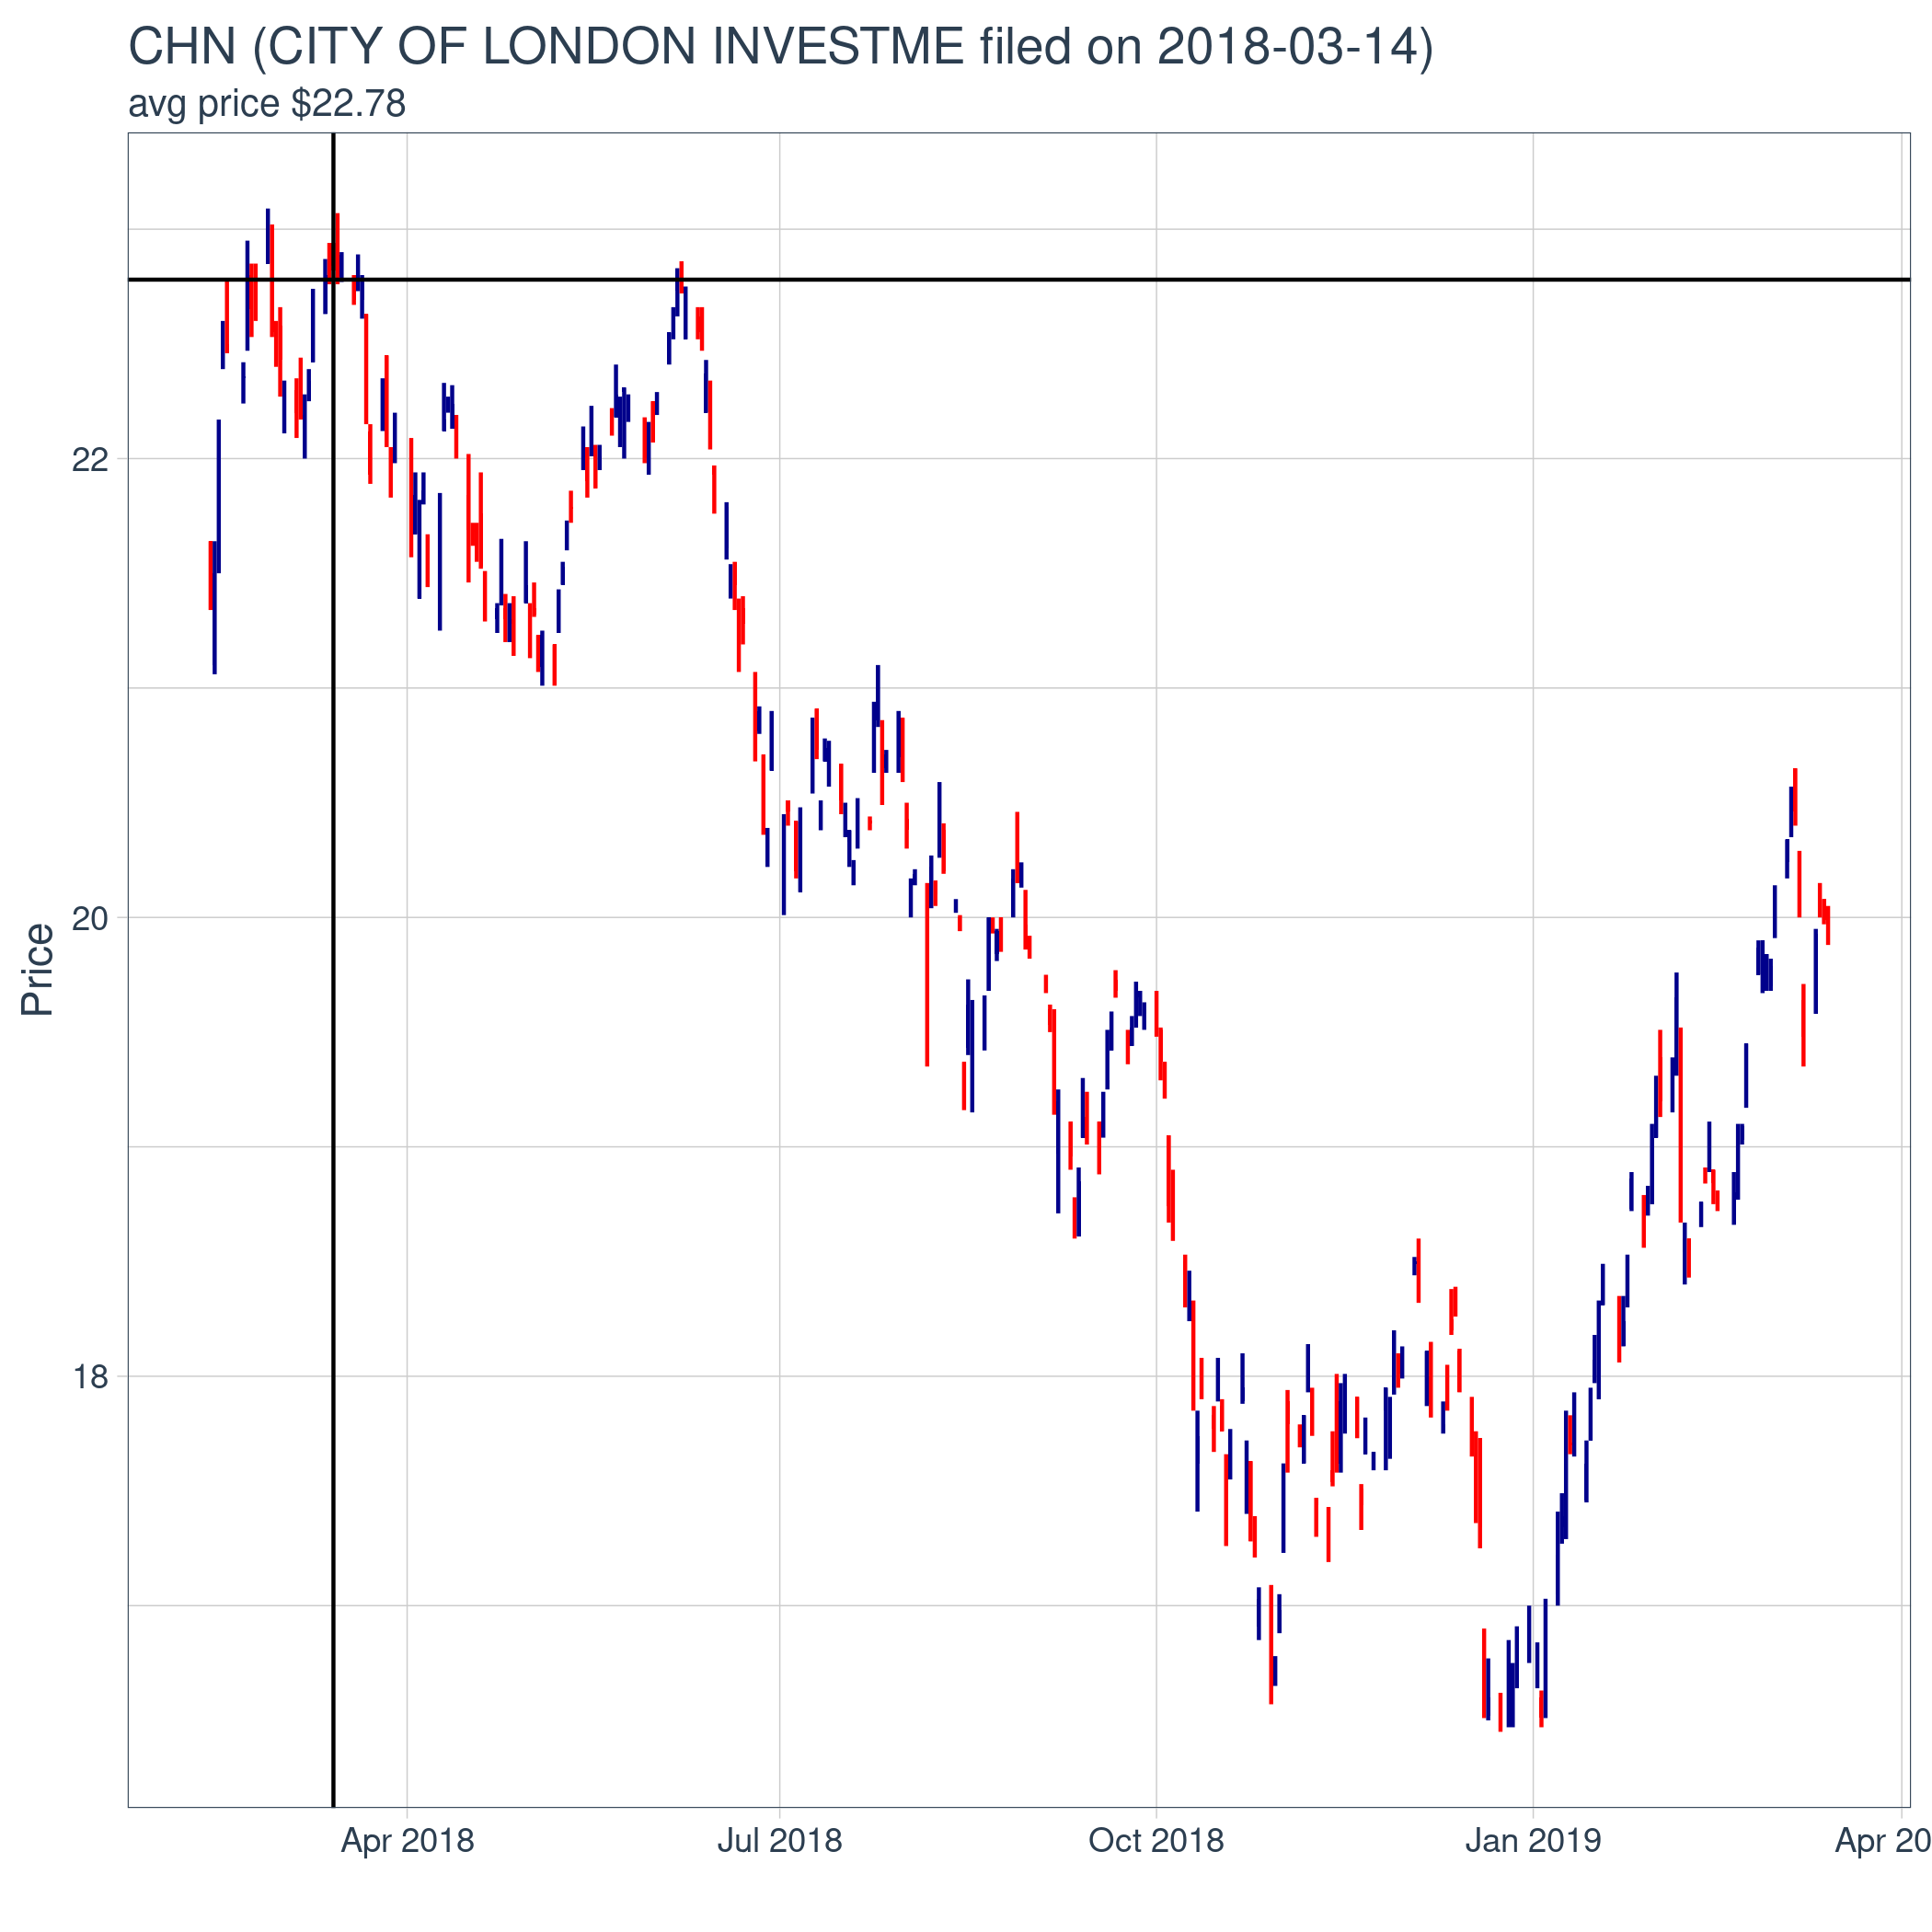 CHN (CITY OF LONDON INVESTME filed on 2018-03-14)
avg price $22.78
22
20
18
Price
Apr 2018
Jul 2018
Oct 2018
Jan 2019
Apr 20